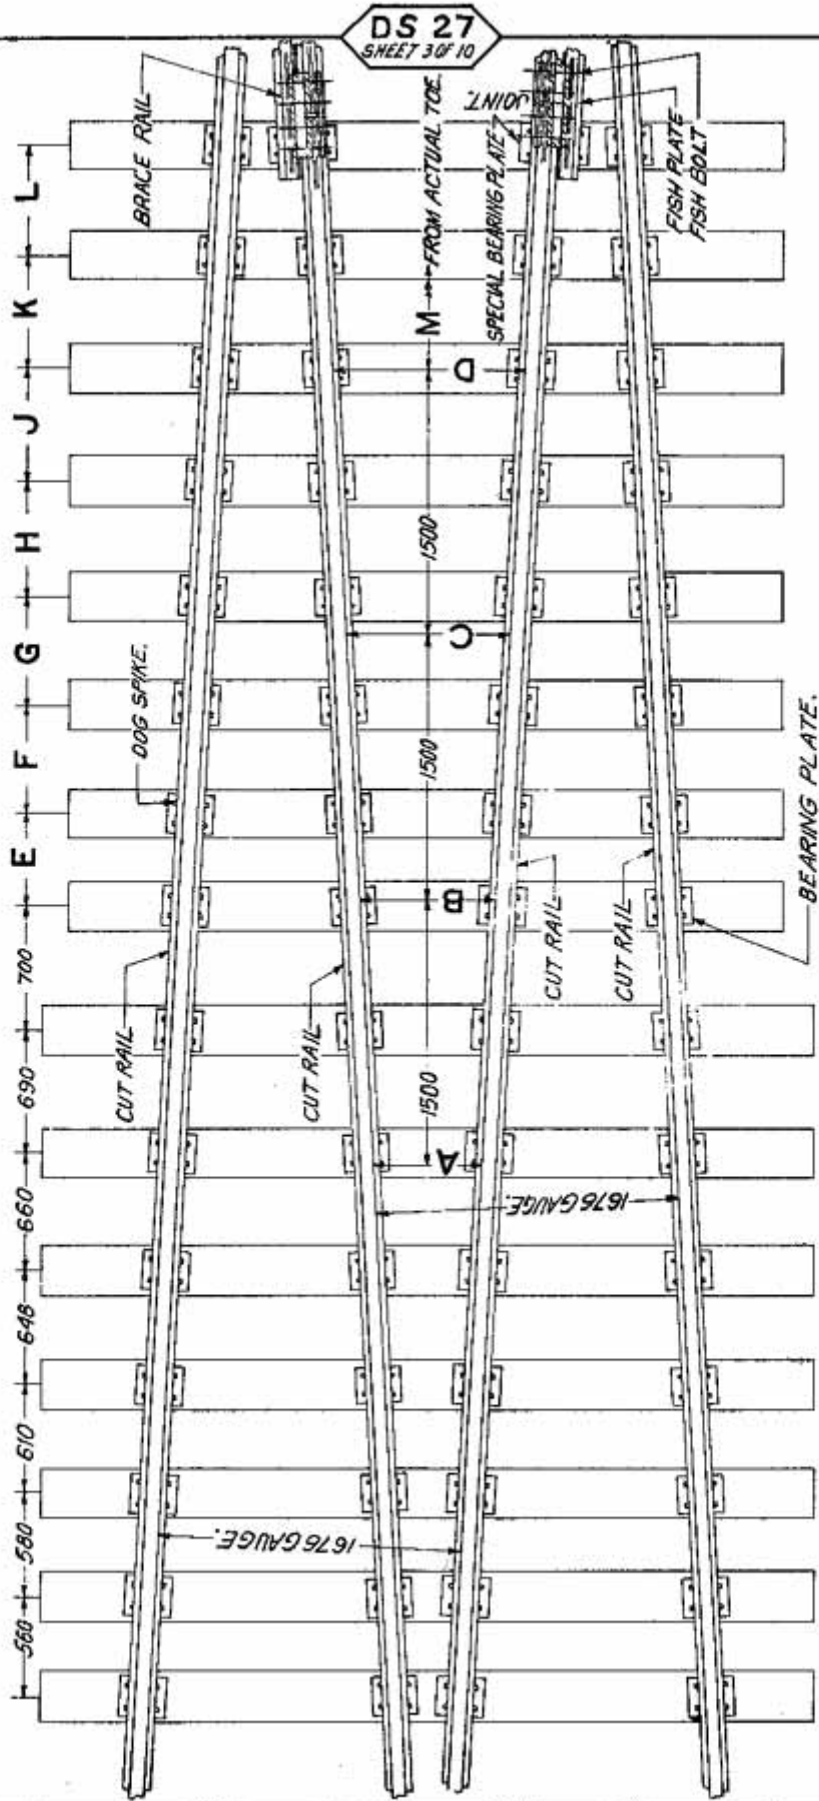 DS 27
SHEET 3 OF 10
BRACE RAIL
FROM ACTUAL TOE.
M
SPECIAL BEARING PLATE
JOINT.
FISH PLATE
FISH BOLT
L
K
J
H
G
F
E
D
1500
C
1500
B
1500
A
DOG SPIKE.
BEARING PLATE.
CUT RAIL
CUT RAIL
CUT RAIL
CUT RAIL
700
690
660
648
610
580
560
1676 GAUGE.
1676 GAUGE.